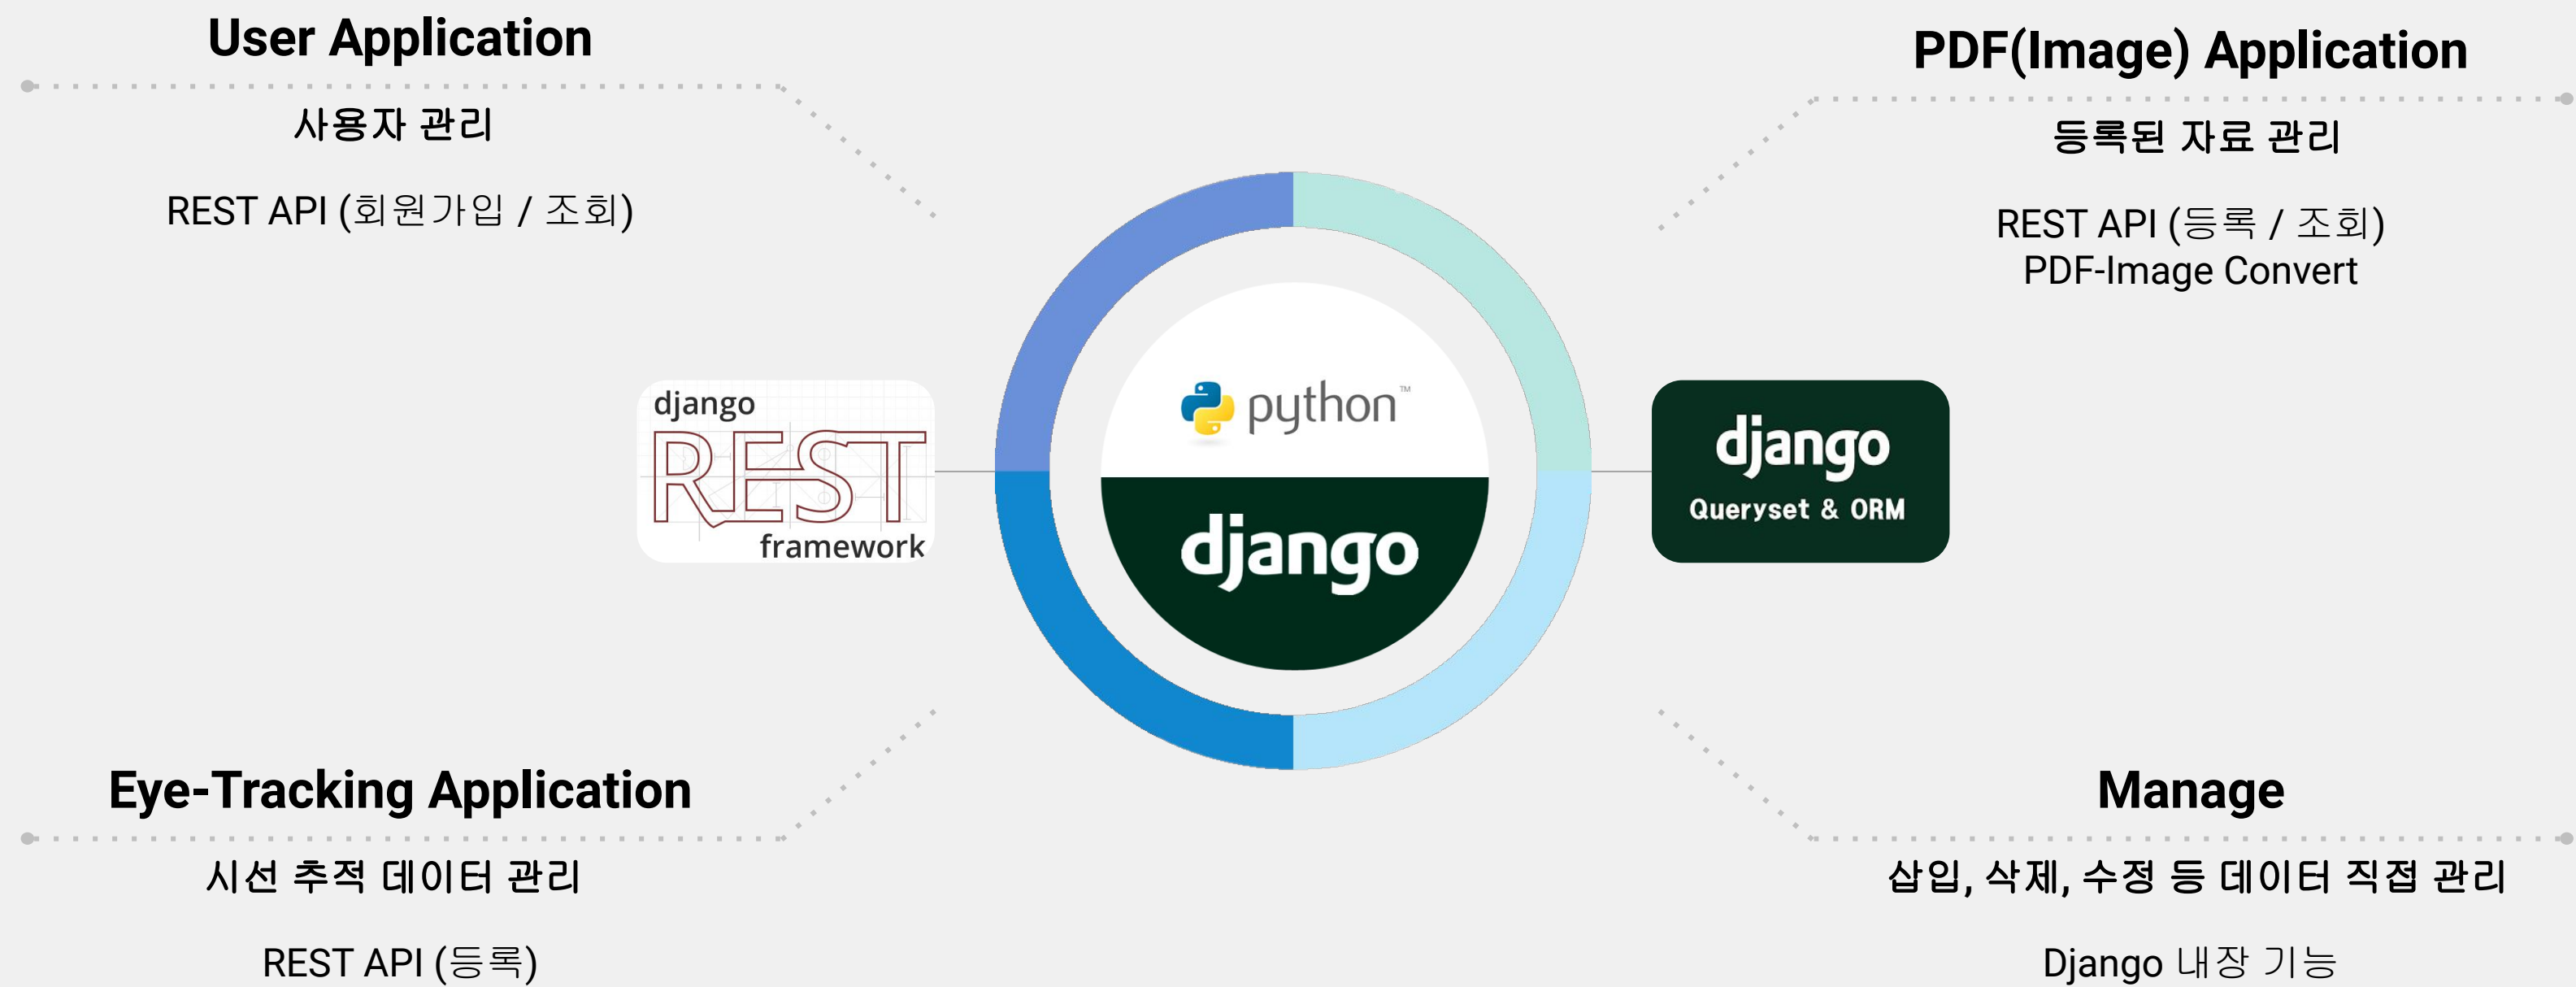 User Application
사용자 관리
REST API (회원가입 / 조회)
PDF(Image) Application
등록된 자료 관리
REST API (등록 / 조회)
PDF-Image Convert
django
REST
framework
python™
django
django
Queryset & ORM
Eye-Tracking Application
시선 추적 데이터 관리
REST API (등록)
Manage
삽입, 삭제, 수정 등 데이터 직접 관리
Django 내장 기능